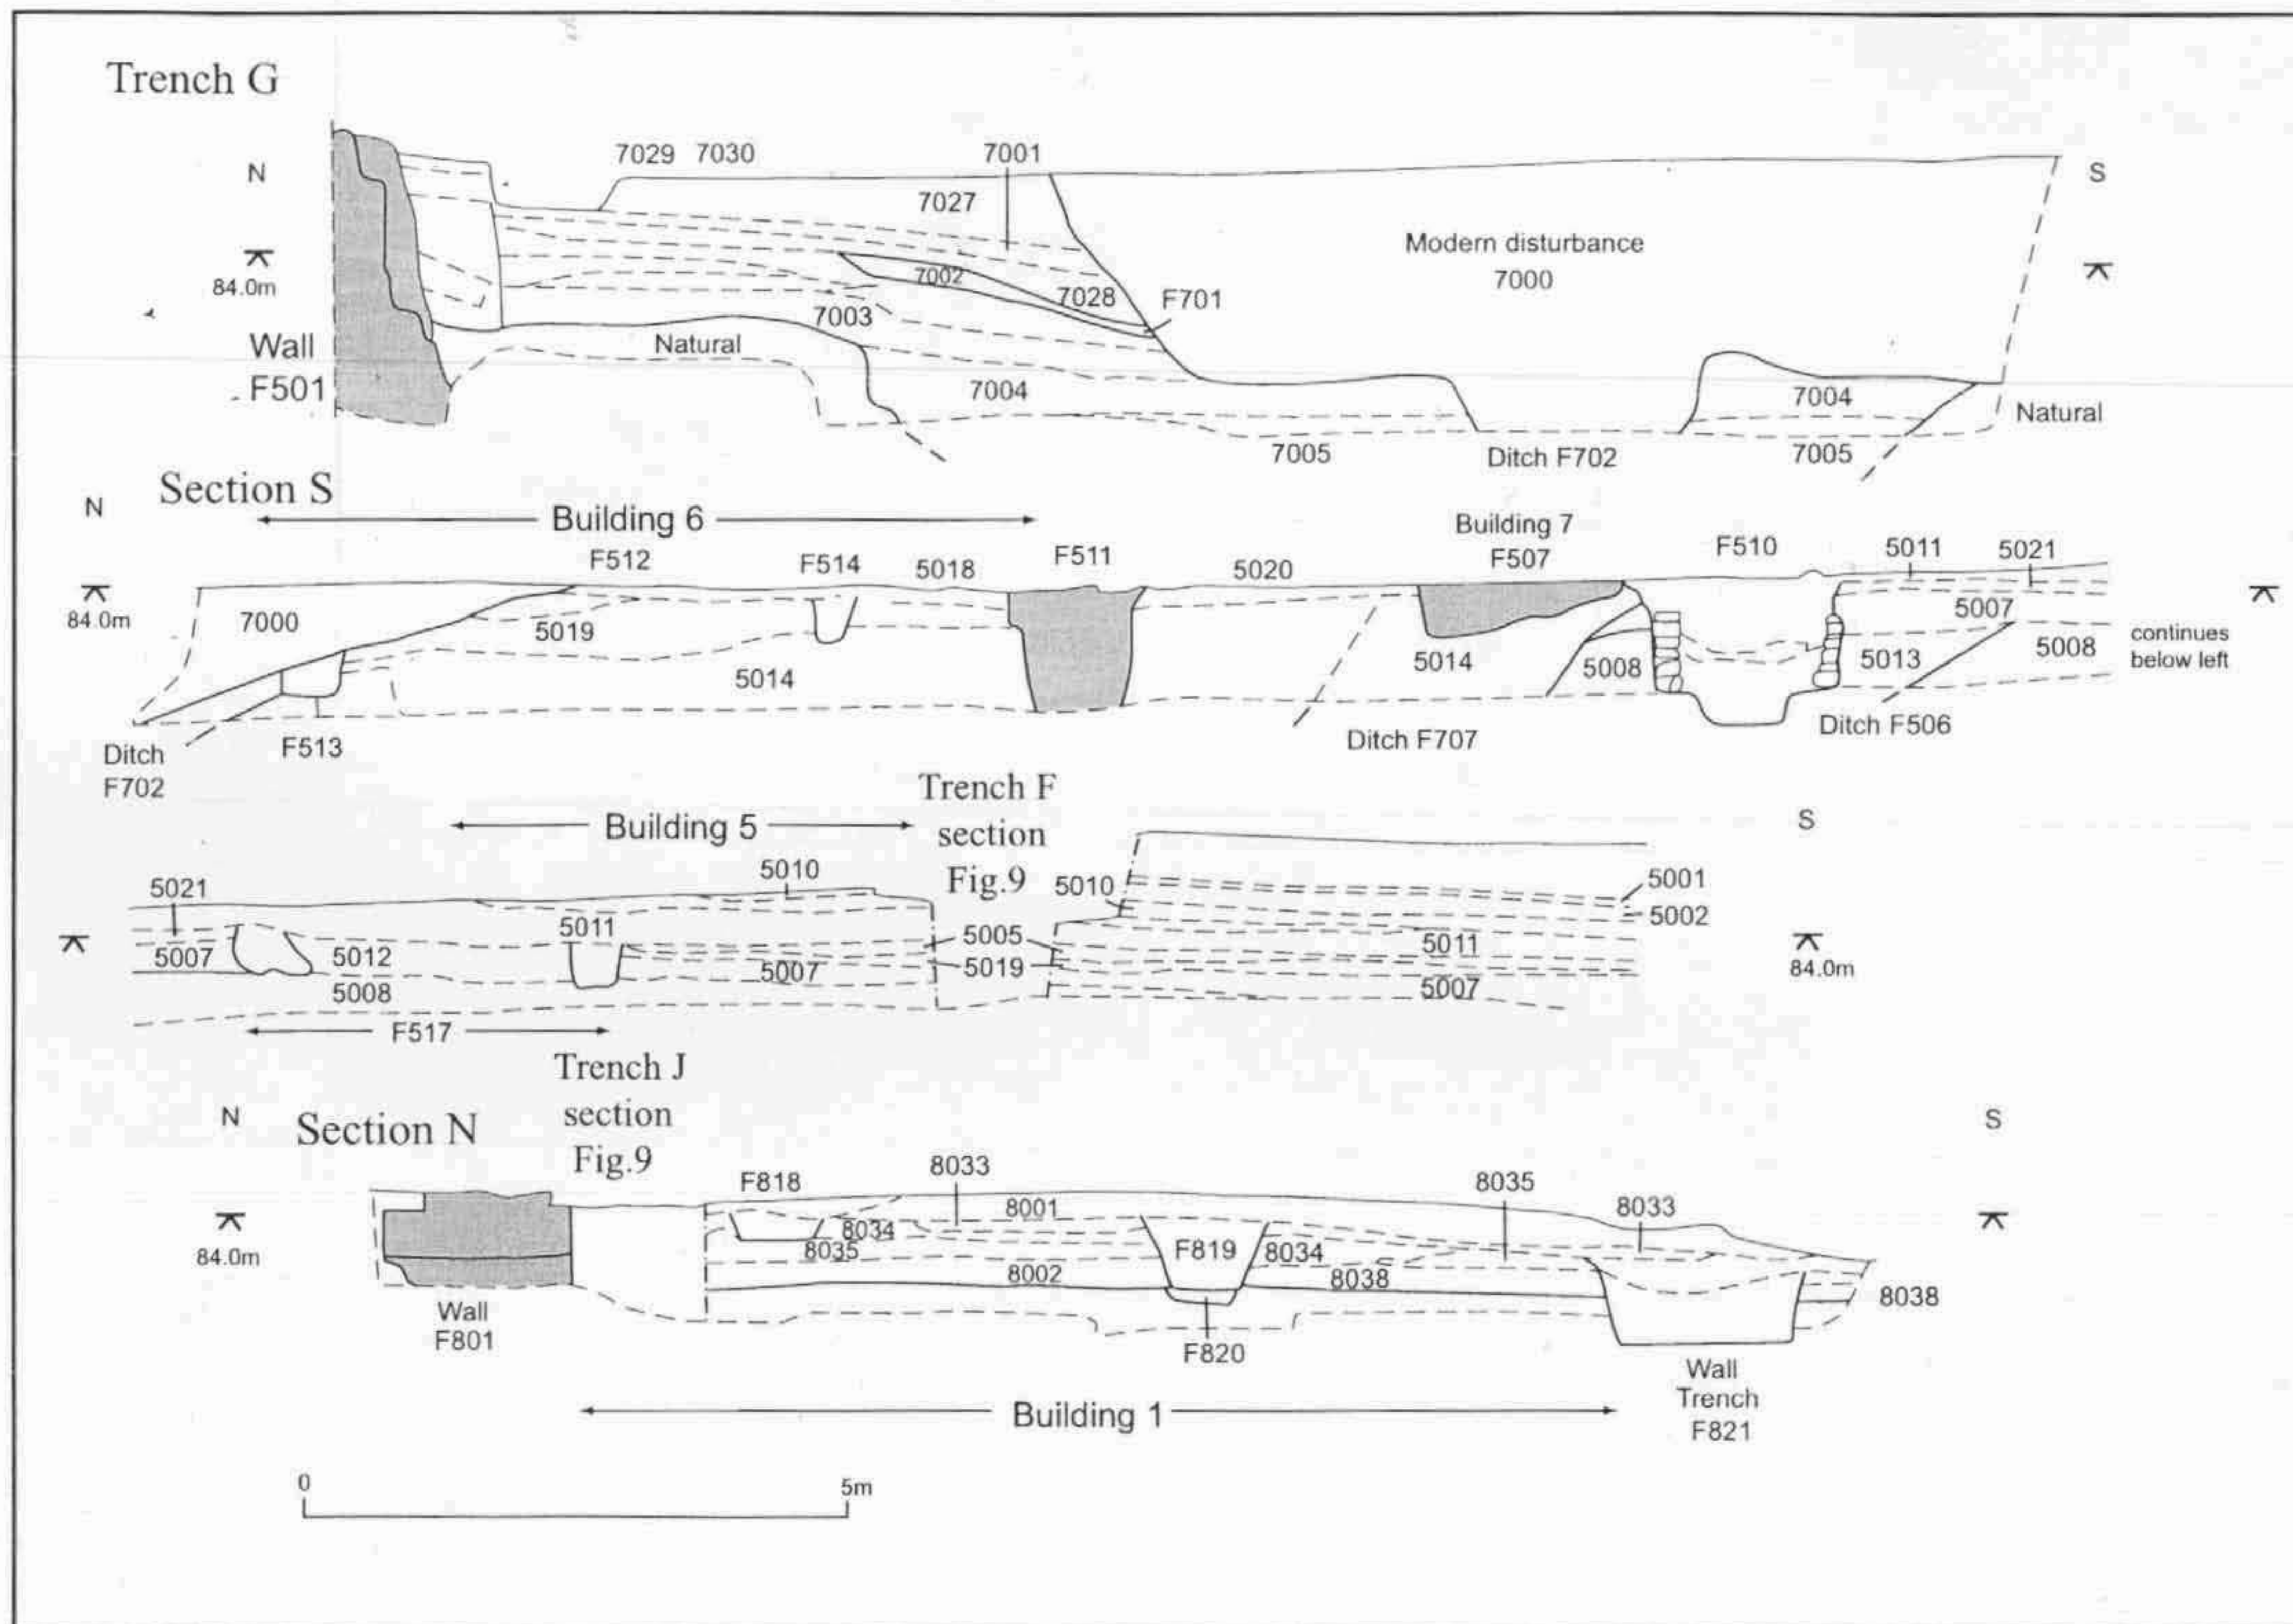 Trench G
7029 7030 7001
N S
7027
Modern disturbance
7000
84.0m
7002
7028 F701
7003
Wall
F501
Natural
7004
7004
Natural
7005 Ditch F702 7005
Section S
N
Building 6
Building 7
F512 F514 5018 F511 5020 F507 F510 5011 5021
84.0m
7000
5019
5014
5014
5008
5007
5013
5008
continues
below left
Ditch
F702
F513
Ditch F707
Ditch F506
Building 5
Trench F
section
Fig.9
S
5021
5010
5010
5001
5002
5007
5012
5011
5005
5019
5007
5011
84.0m
5008
5007
F517
Trench J
section
Fig.9
N
Section N
S
F818
8033
8035
8033
8001
8034
8035
F819
8034
84.0m
8002
8038
8038
Wall
F801
F820
Wall
Trench
F821
Building 1
0 5m